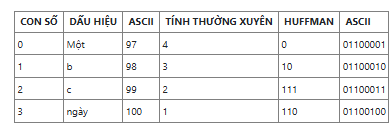 CON SỐ DẤU HIỆU ASCII TÍNH THƯỜNG XUYÊN HUFFMAN ASCII
0 Một 97 4 0 01100001
1 b 98 3 10 01100010
2 c 99 2 111 01100011
3 ngày 100 1 110 01100100